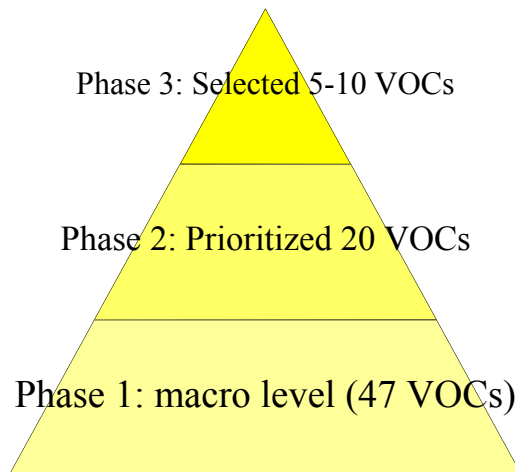 Phase 3: Selected 5-10 VOCs
Phase 2: Prioritized 20 VOCs
Phase 1: macro level (47 VOCs)